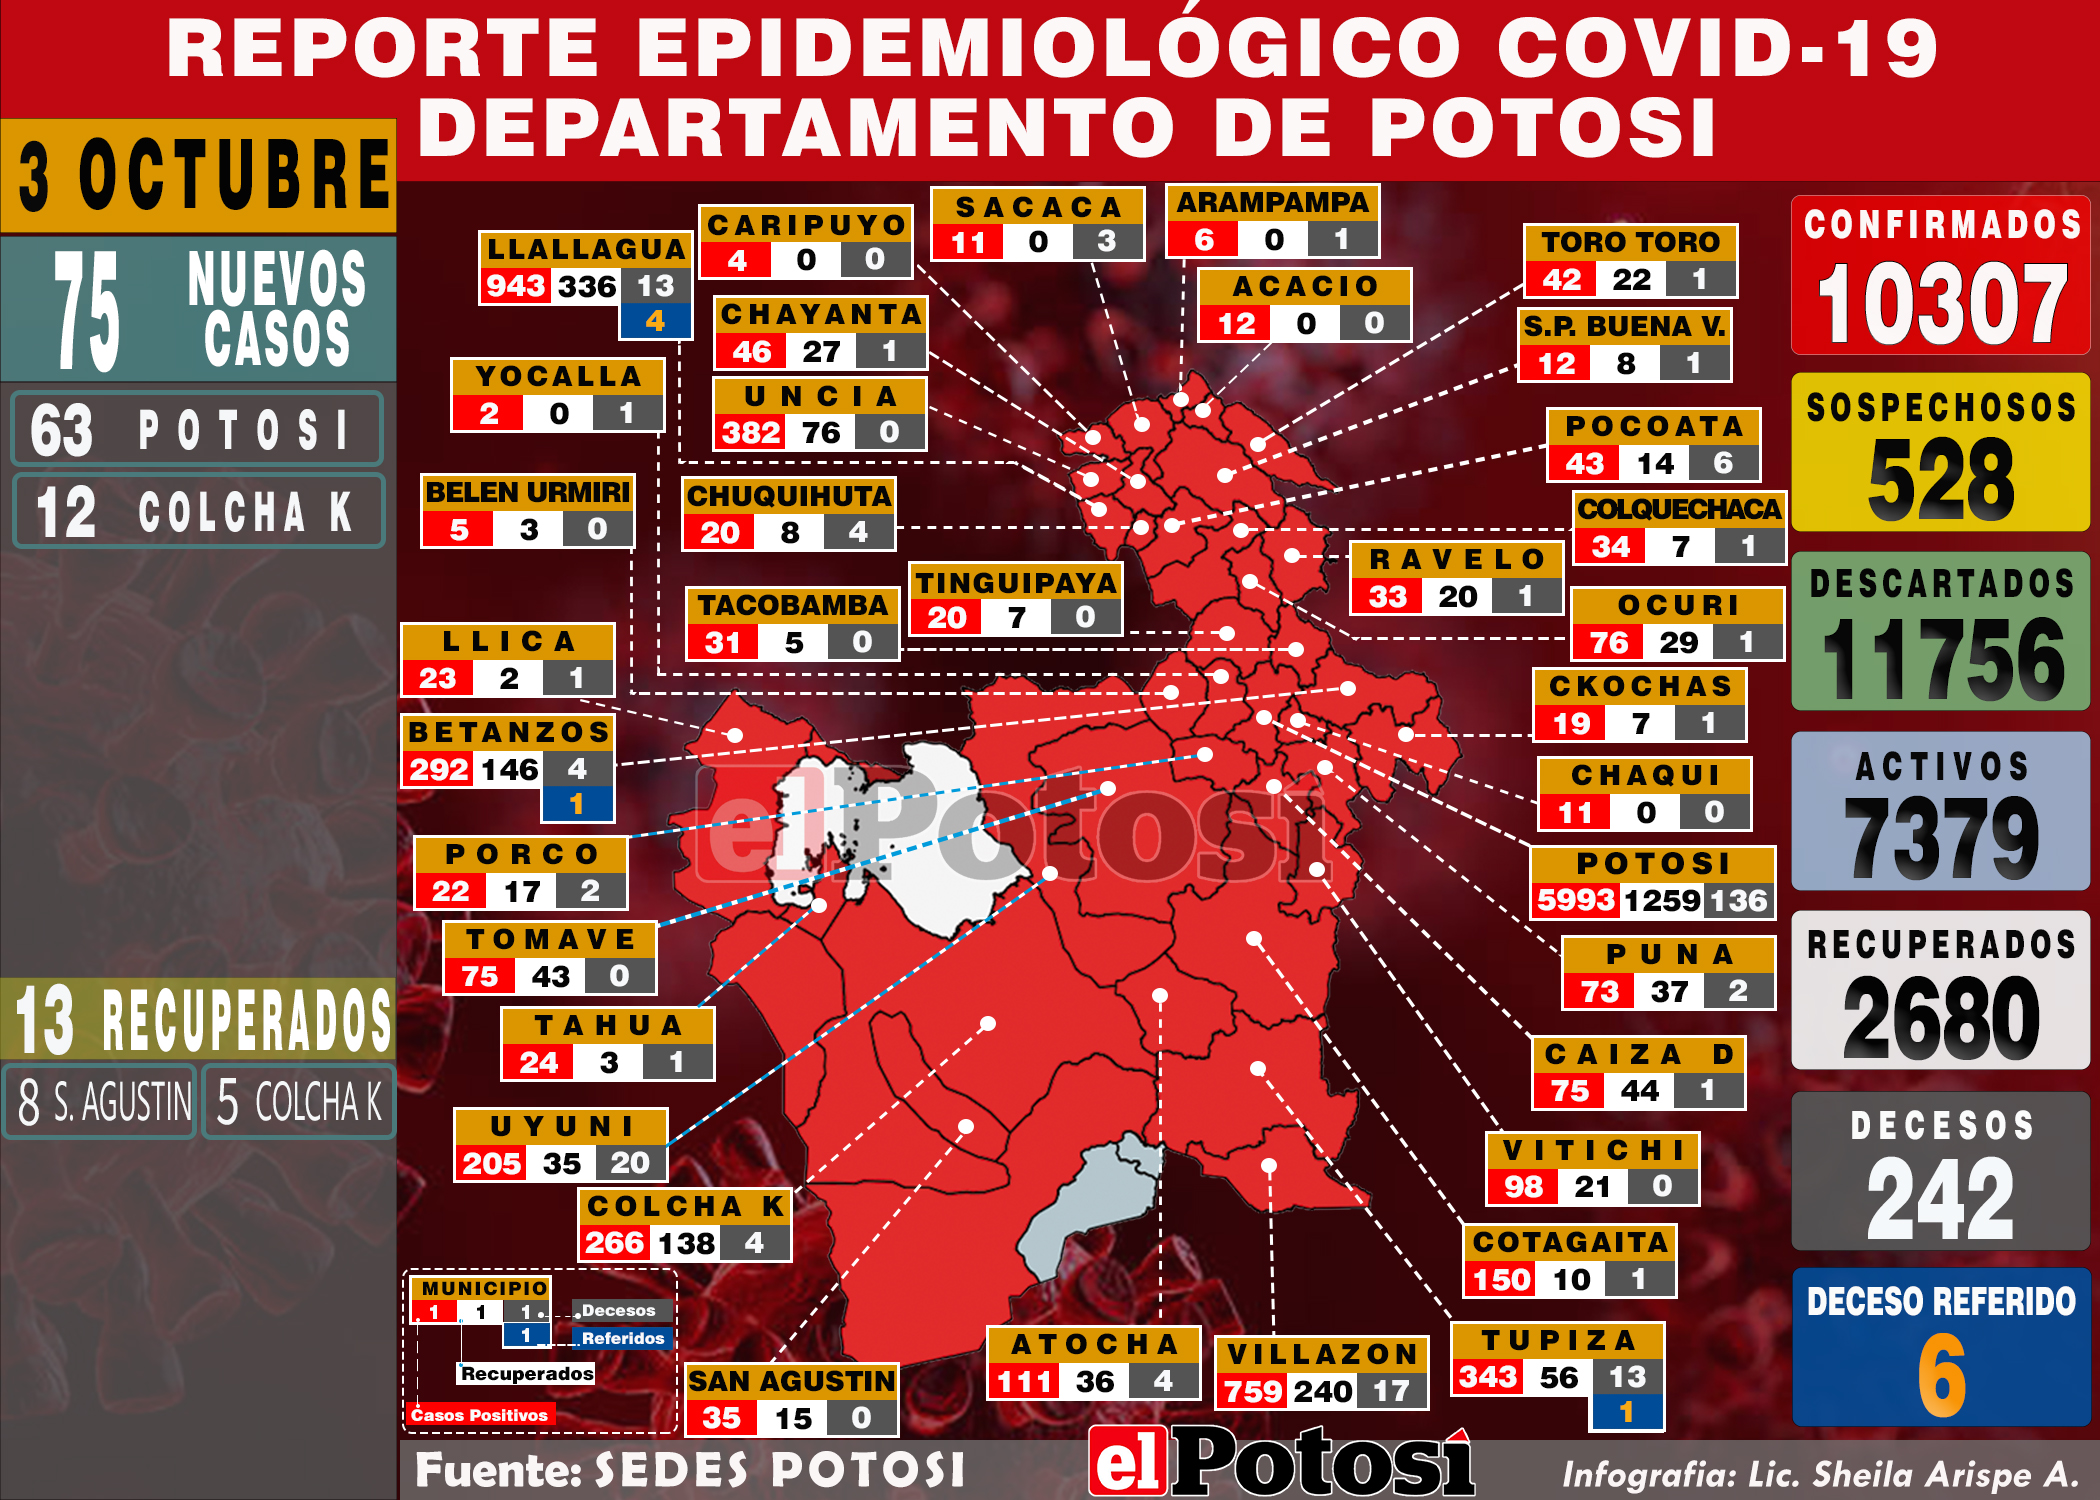 REPORTE EPIDEMIOLÓGICO COVID-19
DEPARTAMENTO DE POTOSI
3 OCTUBRE
75 NUEVOS CASOS
63 POTOSI
12 COLCHA K
13 RECUPERADOS
8 S. AGUSTIN
5 COLCHA K
LLALLAGUA
943 336 13
4
CARIPUYO
4 0 0
SACACA
11 0 3
ARAMPAMPA
6 0 1
ACACIO
12 0 0
TORO TORO
42 22 1
S.P. BUENA V.
12 8 1
CHAYANTA
46 27 1
YOCALLA
2 0 1
UNCIA
382 76 0
POCOATA
43 14 6
BELEN URMIRI
5 3 0
CHUQUIHUTA
20 8 4
COLQUECHACA
34 7 1
RAVELO
33 20 1
TINGUIPAYA
20 7 0
TACOBAMBA
31 5 0
OCURI
76 29 1
LLICA
23 2 1
CKOCHAS
19 7 1
BETANZOS
292 146 4
1
CHAQUI
11 0 0
PORCO
22 17 2
POTOSI
5993 1259 136
TOMAVE
75 43 0
PUNA
73 37 2
TAHUA
24 3 1
CAIZA D
75 44 1
UYUNI
205 35 20
VITICHI
98 21 0
COLCHA K
266 138 4
COTAGAITA
150 10 1
SAN AGUSTIN
35 15 0
ATOCHA
111 36 4
VILLAZON
759 240 17
TUPIZA
343 56 13
1
el Potosí
MUNICIPIO
1 1 1
1
Decesos
Referidos
Recuperados
Casos Positivos
CONFIRMADOS
10307
SOSPECHOSOS
528
DESCARTADOS
11756
ACTIVOS
7379
RECUPERADOS
2680
DECESOS
242
DECESO REFERIDO
6
Fuente: SEDES POTOSI
el Potosí
Infografia: Lic. Sheila Arispe A.